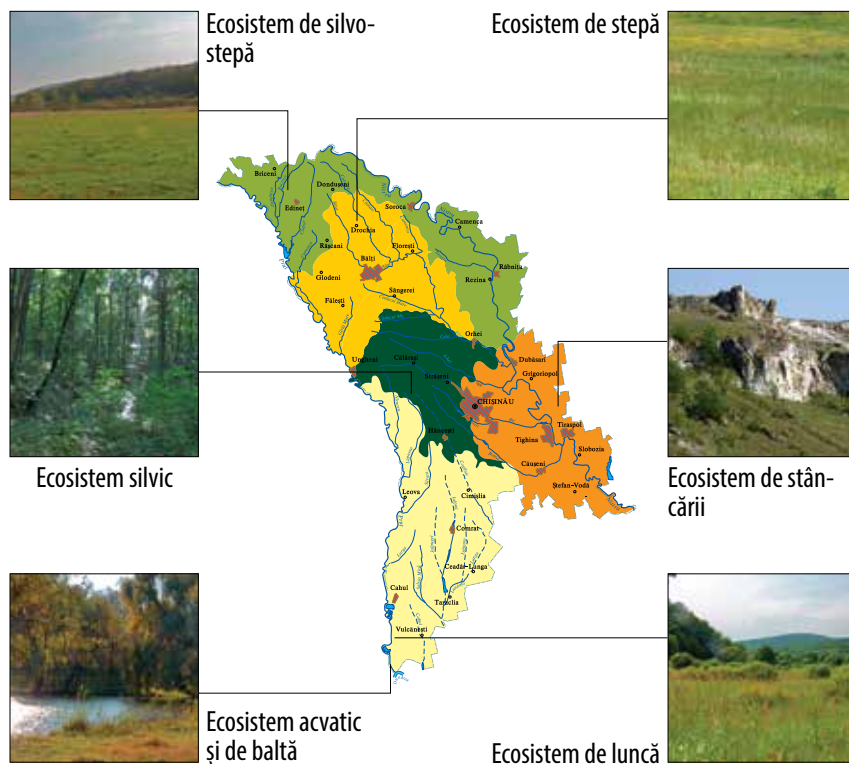 Ecosistem de silvo-
stepă
Ecosistem de stepă
Briceni
Dondușeni
Edineț
Soroca
Camenca
Drochia
Rîșcani
Florești
Bălți
Rezina
Râbnița
Glodeni
Sângerei
Fălești
Orhei
Ungheni
Călărași
Dubăsari
Grigoriopol
Strășeni
CHIȘINĂU
Tiraspol
Hâncești
Tighina
Slobozia
Căușeni
Ștefan-Vodă
Leova
Cimișlia
Comrat
Ceadâr-Lunga
Cahul
Taraclia
Vulcănești
Ecosistem silvic
Ecosistem de stân-
cării
Ecosistem acvatic
și de baltă
Ecosistem de luncă